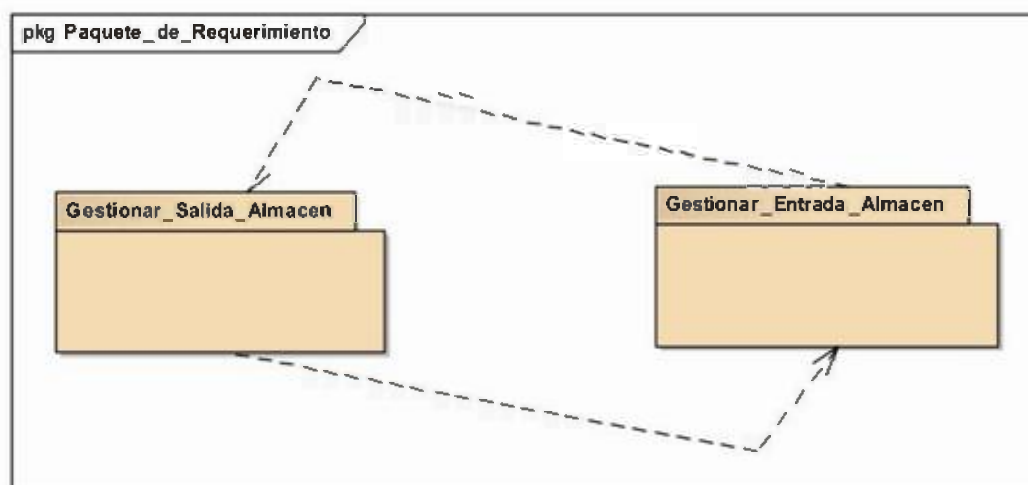 pkg Paquete_de_Requerimiento
Gestionar_Salida_Almacen
Gestionar_Entrada_Almacen